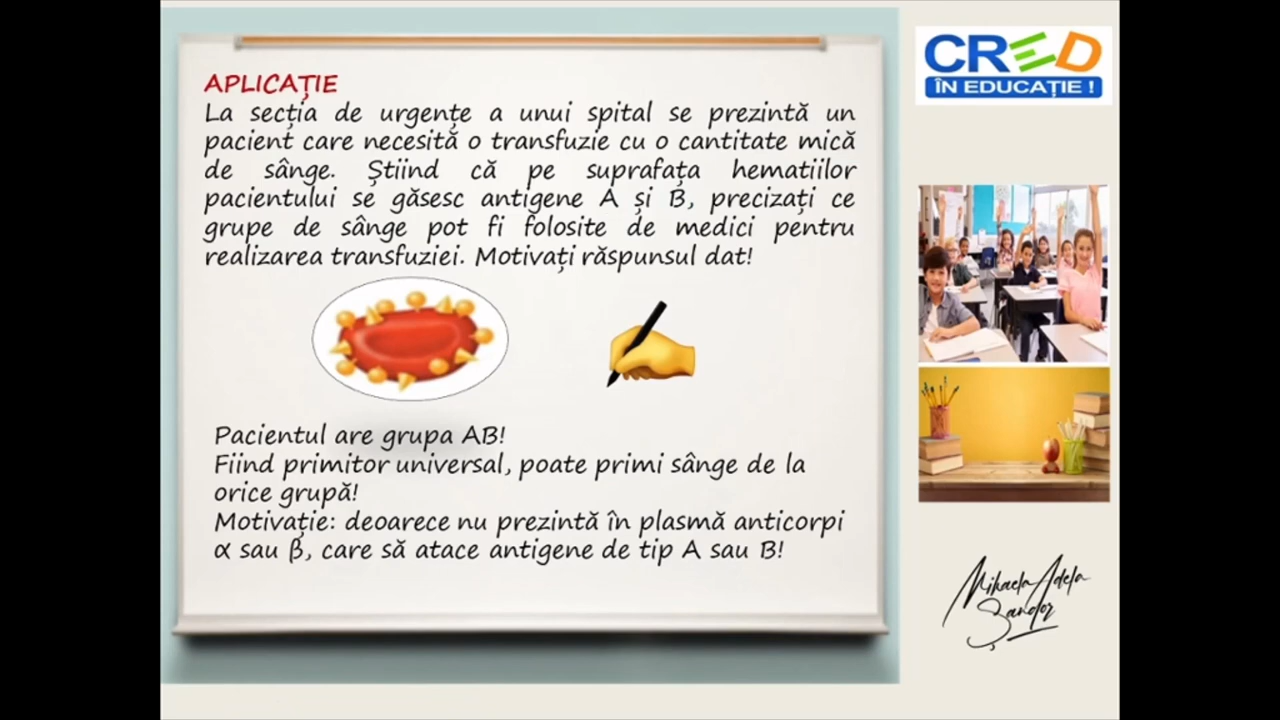 APLICAȚIE
La secția de urgențe a unui spital se prezintă un
pacient care necesită o transfuzie cu o cantitate mică
de sânge. Știind că pe suprafața hematiilor
pacientului se găsesc antigene A și B, precizați ce
grupe de sânge pot fi folosite de medici pentru
realizarea transfuziei. Motivați răspunsul dat!
Pacientul are grupa AB!
Fiind primitor universal, poate primi sânge de la
orice grupă!
Motivație: deoarece nu prezintă în plasmă anticorpi
α sau β, care să atace antigene de tip A sau B!
CRED
ÎN EDUCAȚIE !
Mihaela Adela
Șandor